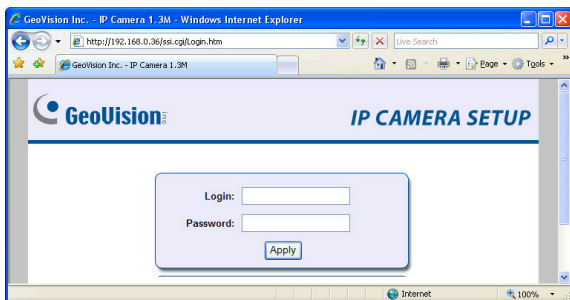 GeoVision Inc. - IP Camera 1.3M - Windows Internet Explorer
http://192.168.0.36/ssi.cgi/Login.htm
Live Search
GeoVision Inc. - IP Camera 1.3M
Page
Tools
GeoVision Inc
IP CAMERA SETUP
Login:
Password:
Apply
Internet
100%